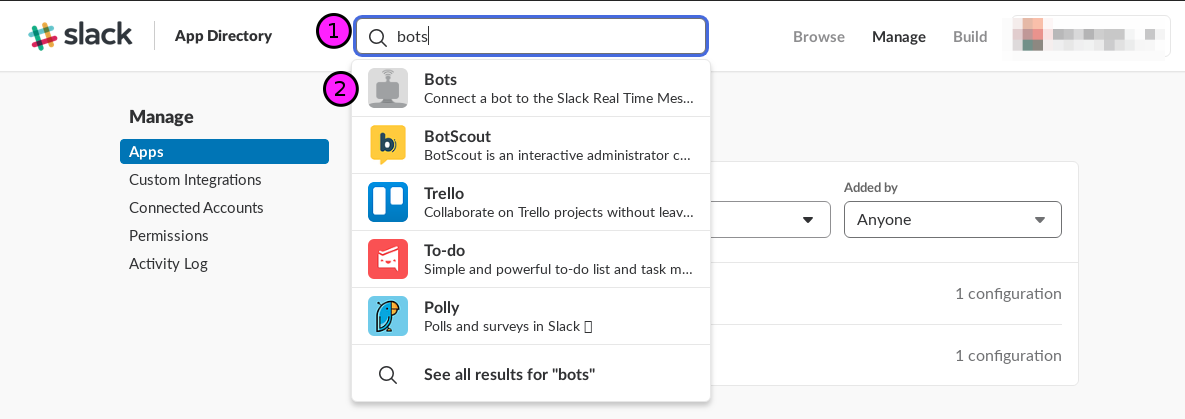 slack
App Directory
1
bots
Browse
Manage
Build
2
Bots
Connect a bot to the Slack Real Time Mes...
BotScout
BotScout is an interactive administrator c...
Trello
Collaborate on Trello projects without leav...
To-do
Simple and powerful to-do list and task m...
Polly
Polls and surveys in Slack
See all results for "bots"
Manage
Apps
Custom Integrations
Connected Accounts
Permissions
Activity Log
Added by
Anyone
1 configuration
1 configuration